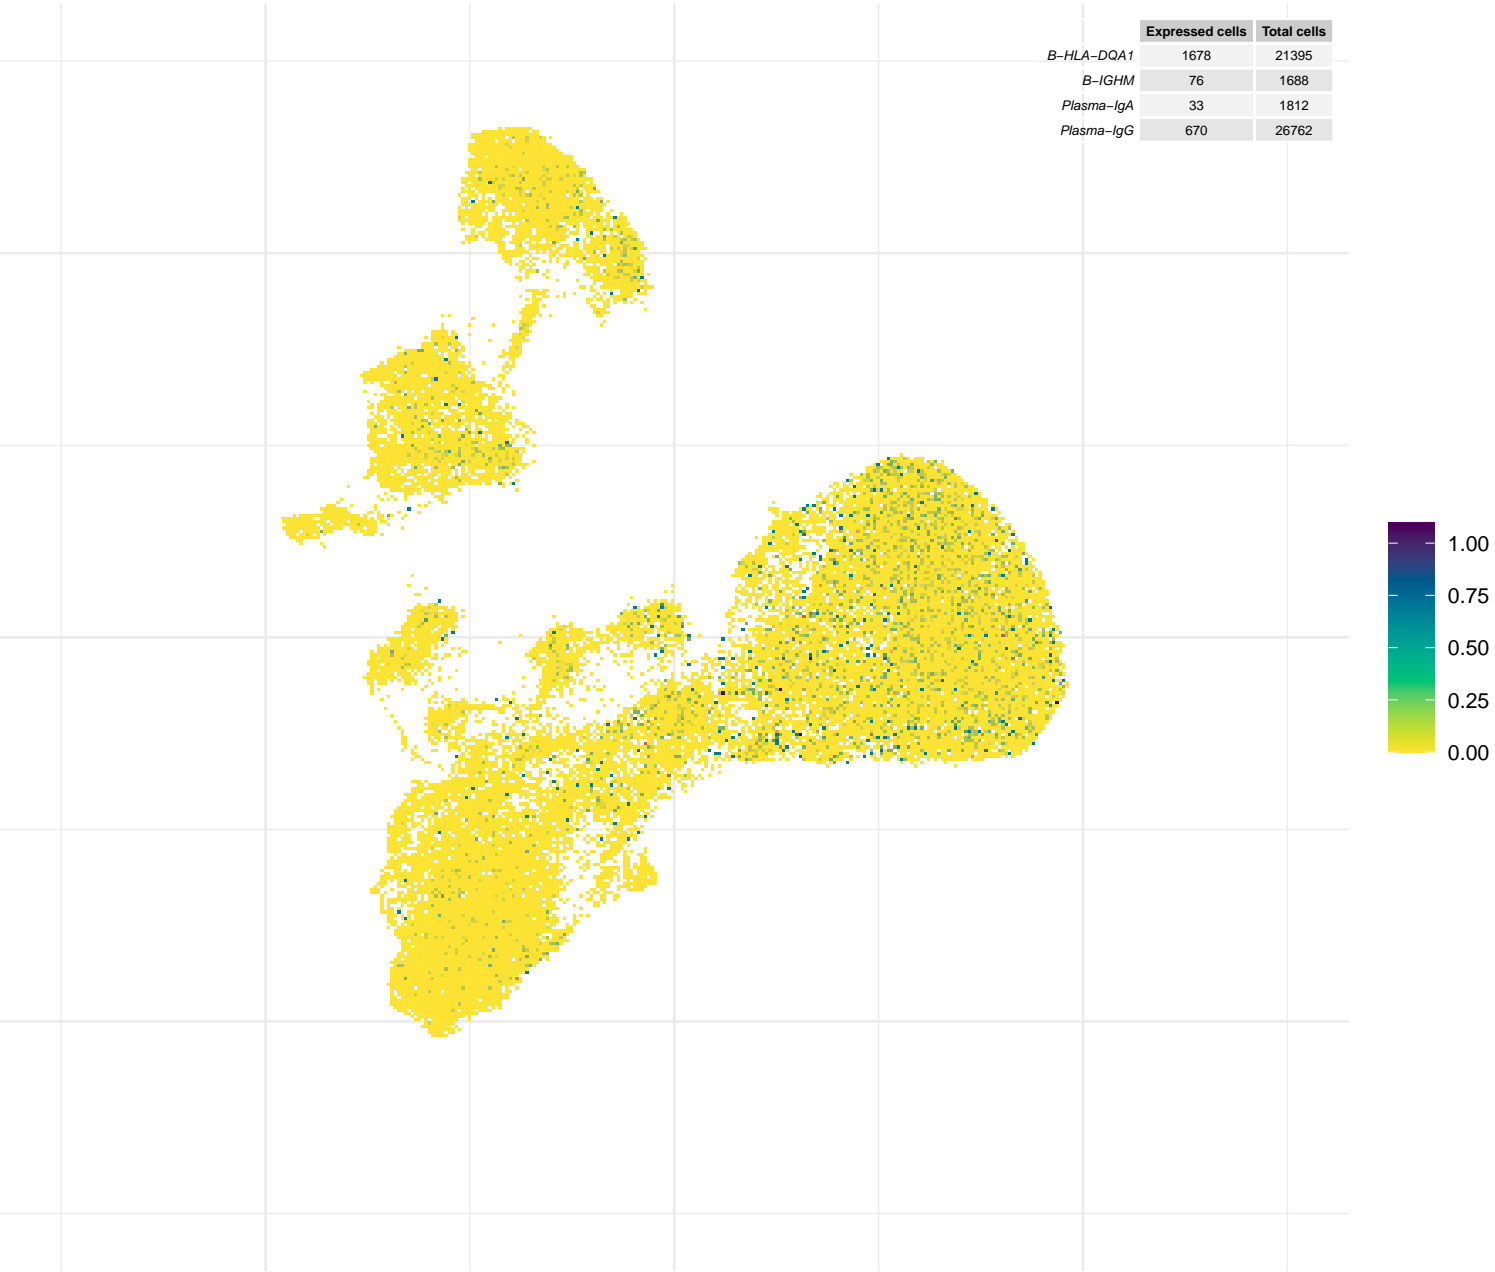 Expressed cells Total cells
B−HLA−DQA1 1678 21395
B−IGHM 76 1688
Plasma−IgA 33 1812
Plasma−IgG 670 26762
1.00
0.75
0.50
0.25
0.00